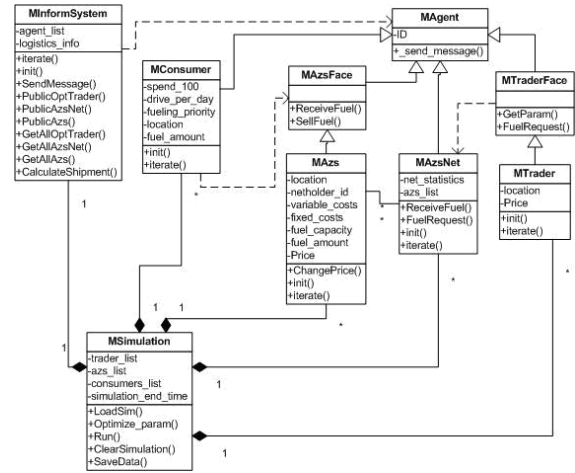 MInformSystem
-agent_list
-logistics_info
+iterate()
+init()
+SendMessage()
+PublicOptTrader()
+PublicAzsNet()
+PublicAzs()
+GetAllOptTrader()
+GetAllAzsNet()
+GetAllAzs()
+CalculateShipment()
MConsumer
-spend_100
-drive_per_day
-fueling_priority
-location
-fuel_amount
+init()
+iterate()
MAgent
-ID
+_send_message()
MAzsFace
+ReceiveFuel()
+SellFuel()
MTraderFace
+GetParam()
+FuelRequest()
MAzs
-location
-netholder_id
-variable_costs
-fixed_costs
-fuel_capacity
-fuel_amount
-Price
+ChangePrice()
+init()
+iterate()
MAzsNet
-net_statistics
-azs_list
+ReceiveFuel()
+FuelRequest()
+init()
+iterate()
MTrader
-location
-Price
+init()
+iterate()
1
*
*
*
*
*
*
1
1
1
1
1
MSimulation
-trader_list
-azs_list
-consumers_list
-simulation_end_time
+LoadSim()
+Optimize_param()
+Run()
+ClearSimulation()
+SaveData()